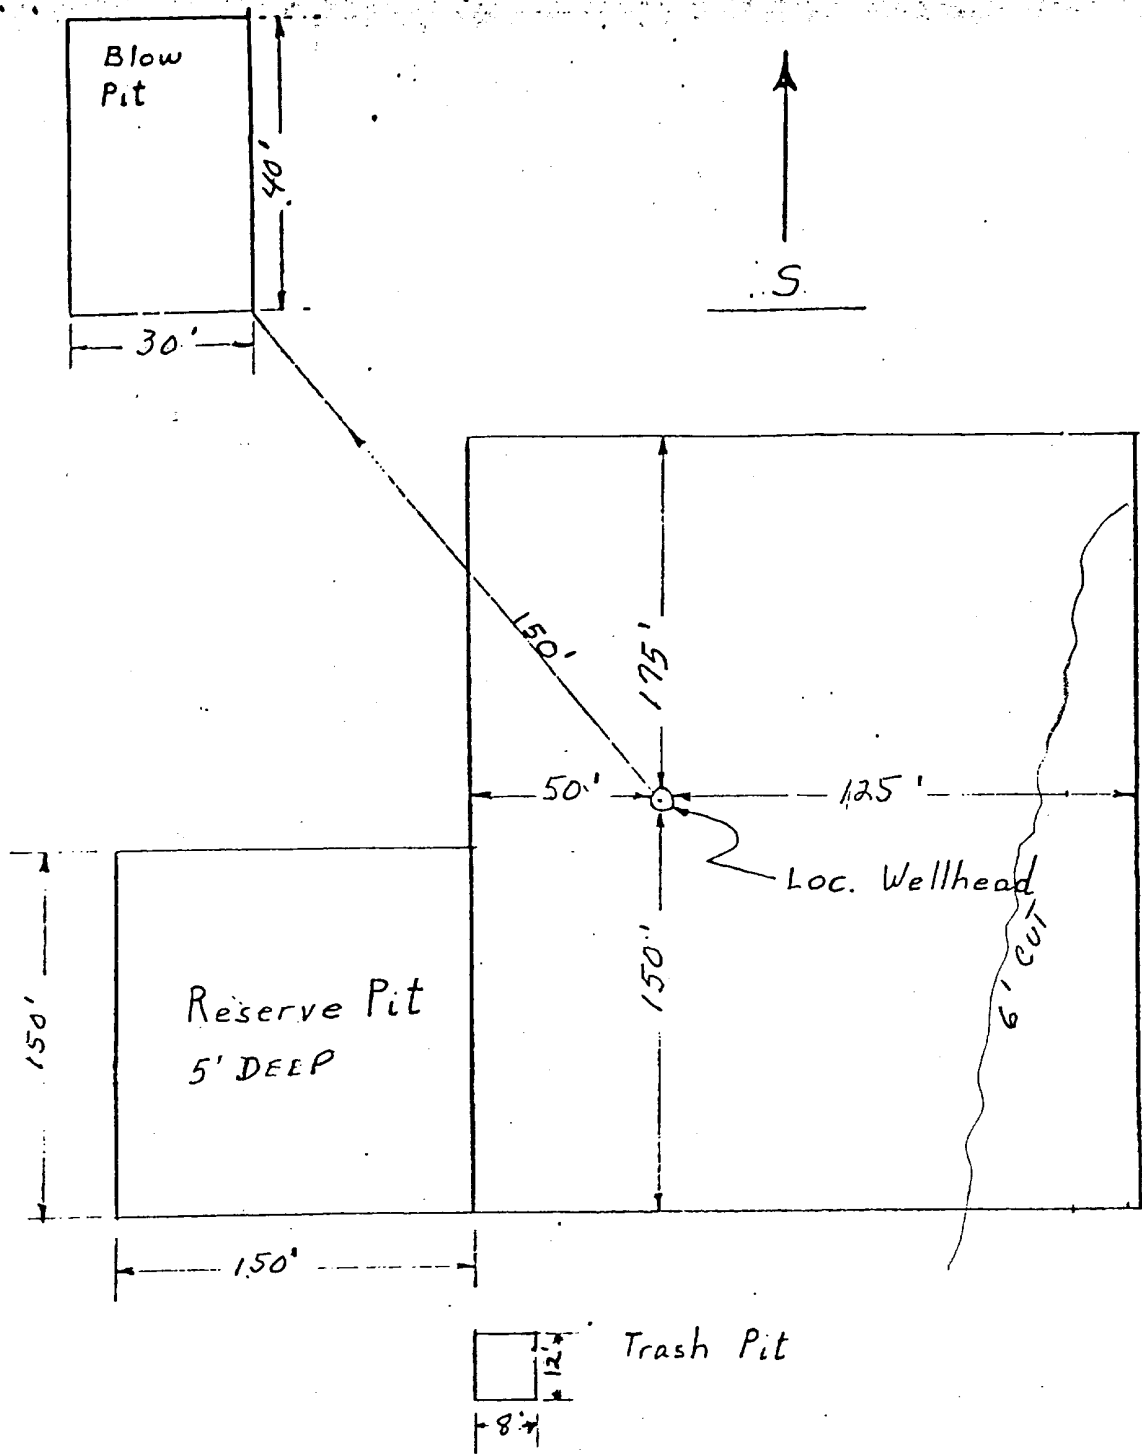 Blow
Pit
40'
S
30'
150'
175'
50'
125'
Loc. Wellhead
150'
6' CUT
Reserve Pit
5' DEEP
150'
150'
Trash Pit
12'
8'